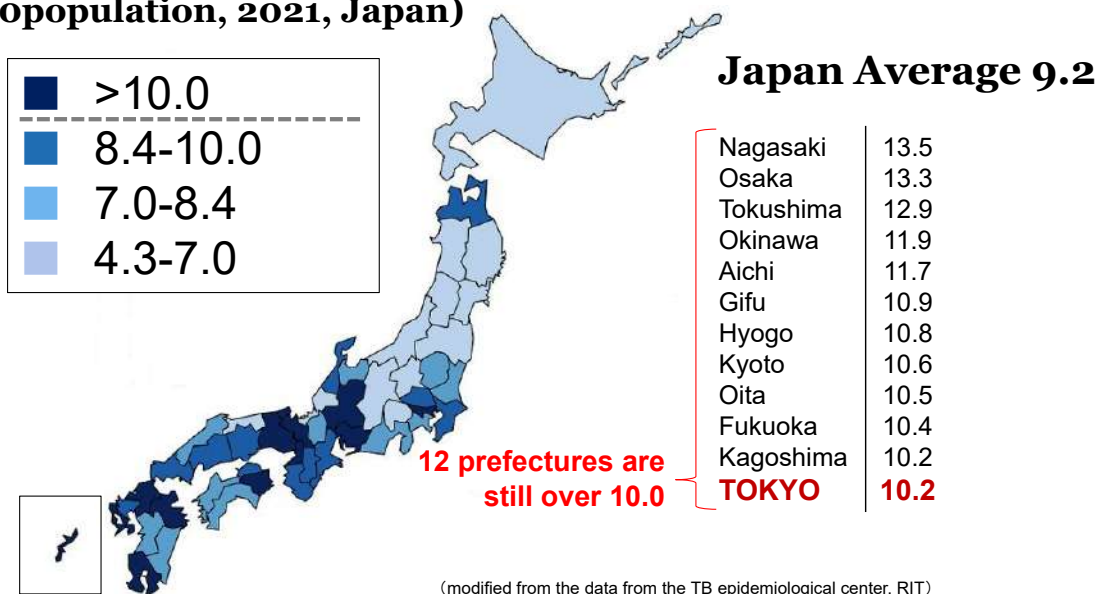 opopulation, 2021, Japan)
>10.0
8.4-10.0
7.0-8.4
4.3-7.0
Japan Average 9.2
Nagasaki 13.5
Osaka 13.3
Tokushima 12.9
Okinawa 11.9
Aichi 11.7
Gifu 10.9
Hyogo 10.8
Kyoto 10.6
Oita 10.5
Fukuoka 10.4
Kagoshima 10.2
TOKYO 10.2
12 prefectures are
still over 10.0
（modified from the data from the TB epidemiological center, RIT）